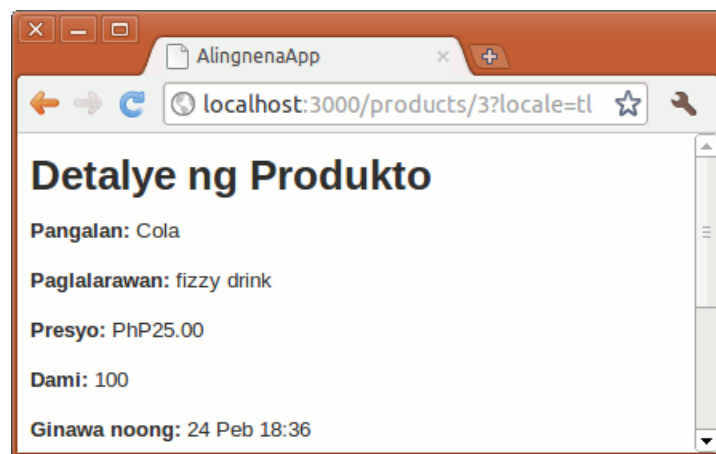 AlingnenaApp
localhost:3000/products/3?locale=tl
Detalye ng Produkto
Pangalan: Cola
Paglalarawan: fizzy drink
Presyo: PhP25.00
Dami: 100
Ginawa noong: 24 Peb 18:36